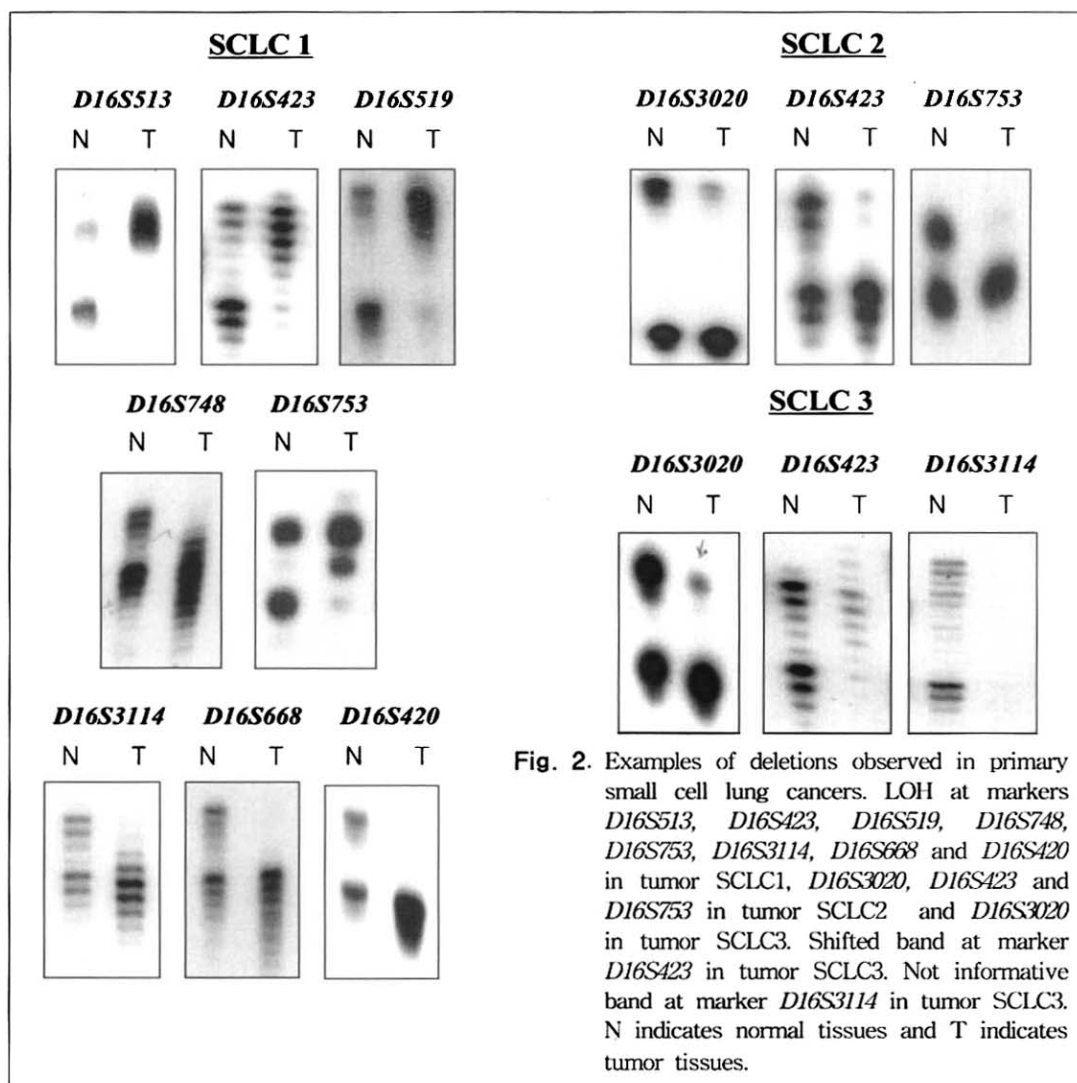 SCLC 1
D16S513 D16S423 D16S519
N T N T N T
D16S748 D16S753
N T N T
D16S3114 D16S668 D16S420
N T N T N T
SCLC 2
D16S3020 D16S423 D16S753
N T N T N T
SCLC 3
D16S3020 D16S423 D16S3114
N T N T N T
Fig. 2. Examples of deletions observed in primary
small cell lung cancers. LOH at markers
D16S513, D16S423, D16S519, D16S748,
D16S753, D16S3114, D16S668 and D16S420
in tumor SCLC1, D16S3020, D16S423 and
D16S753 in tumor SCLC2 and D16S3020
in tumor SCLC3. Shifted band at marker
D16S423 in tumor SCLC3. Not informative
band at marker D16S3114 in tumor SCLC3.
N indicates normal tissues and T indicates
tumor tissues.